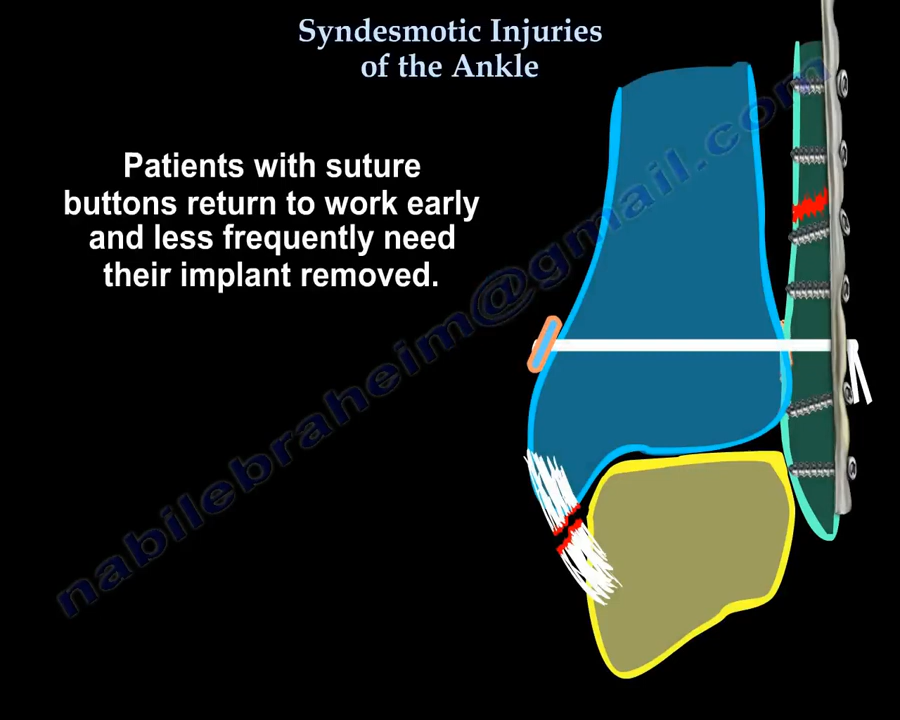 Syndesmotic Injuries
of the Ankle
Patients with suture
buttons return to work early
and less frequently need
their implant removed.
nabilebraheim@gmail.com